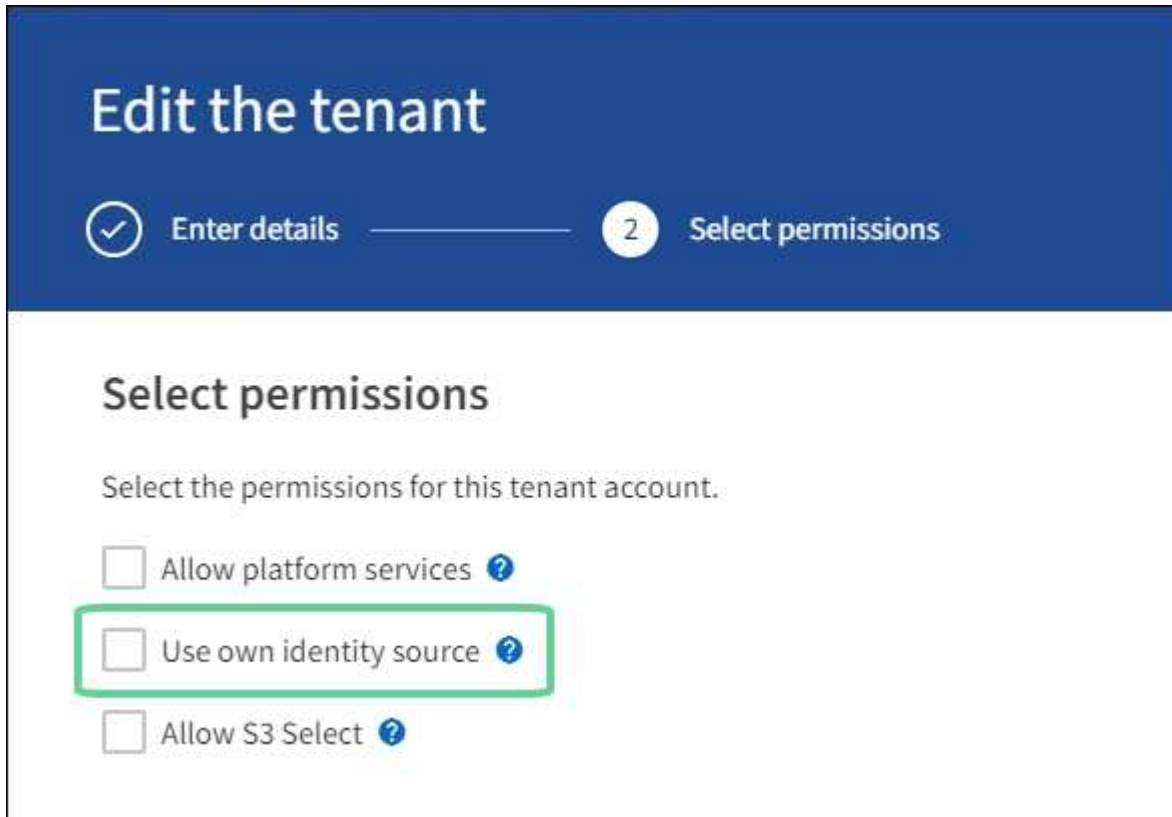 Edit the tenant
Enter details
2 Select permissions
Select permissions
Select the permissions for this tenant account.
Allow platform services ?
Use own identity source ?
Allow S3 Select ?